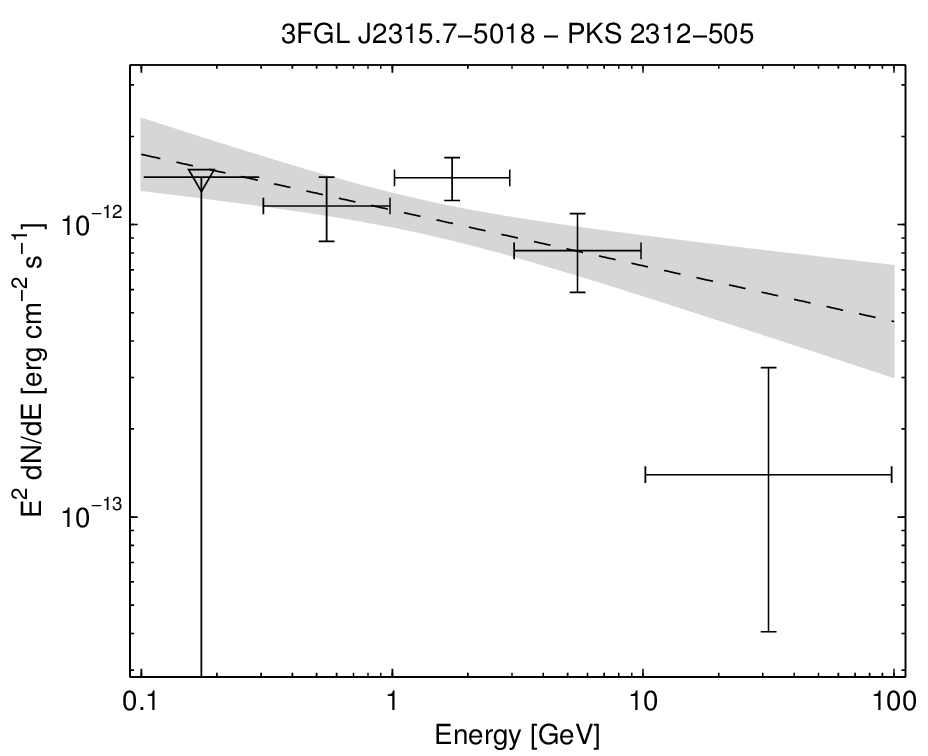 3FGL J2315.7−5018 − PKS 2312−505
E² dN/dE [erg cm⁻² s⁻¹]
10⁻¹²
10⁻¹³
0.1 1 10 100
Energy [GeV]